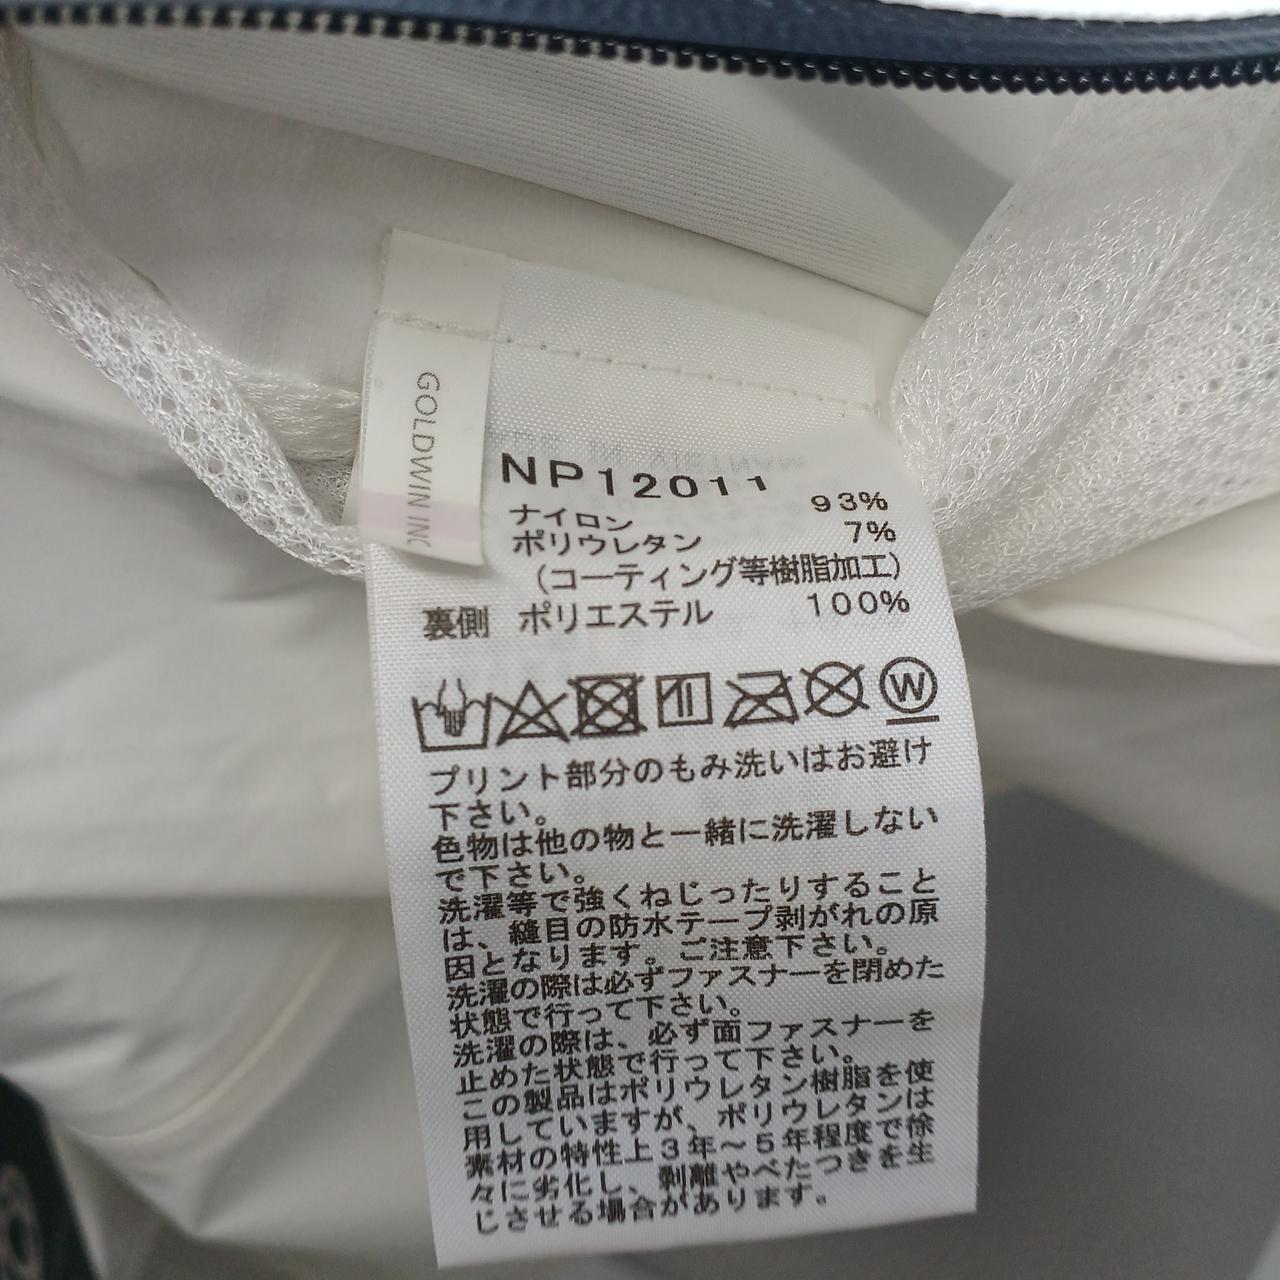 GOLDWIN INC
NP12011
ナイロン 93%
ポリウレタン 7%
(コーティング等樹脂加工)
裏側 ポリエステル 100%
W
プリント部分のもみ洗いはお避け
下さい。
色物は他の物と一緒に洗濯しない
で下さい。
洗濯等で強くねじったりすること
は、縫目の防水テープ剥がれの原
因となります。ご注意下さい。
洗濯の際は必ずファスナーを閉めた
状態で行って下さい。
洗濯の際は、必ず面ファスナーを
止めた状態で行って下さい。
この製品はポリウレタン樹脂を使
用していますが、ポリウレタンは
素材の特性上3年〜5年程度で徐
々に劣化し、剥離やべたつきを生
じさせる場合があります。